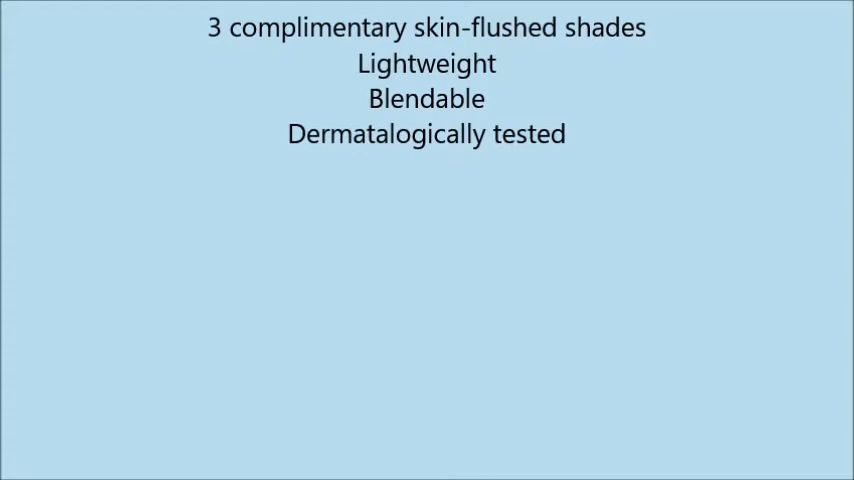 3 complimentary skin-flushed shades
Lightweight
Blendable
Dermatalogically tested